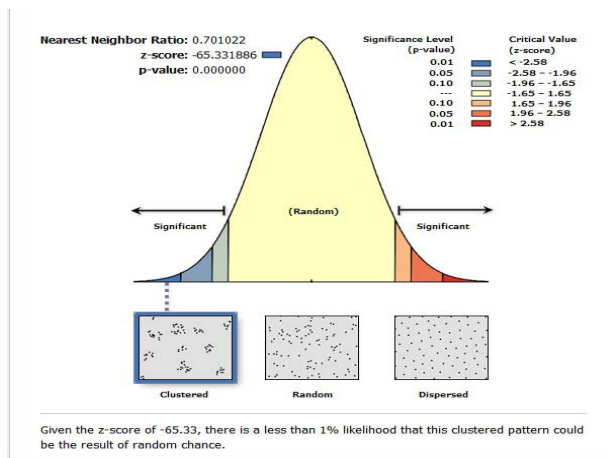 Nearest Neighbor Ratio: 0.701022
z-score: -65.331886
p-value: 0.000000
Significance Level
(p-value)
Critical Value
(z-score)
0.01 < -2.58
0.05 -2.58 – -1.96
0.10 -1.96 – -1.65
--- -1.65 – 1.65
0.10 1.65 – 1.96
0.05 1.96 – 2.58
0.01 > 2.58
Significant
(Random)
Significant
Clustered
Random
Dispersed
Given the z-score of -65.33, there is a less than 1% likelihood that this clustered pattern could
be the result of random chance.